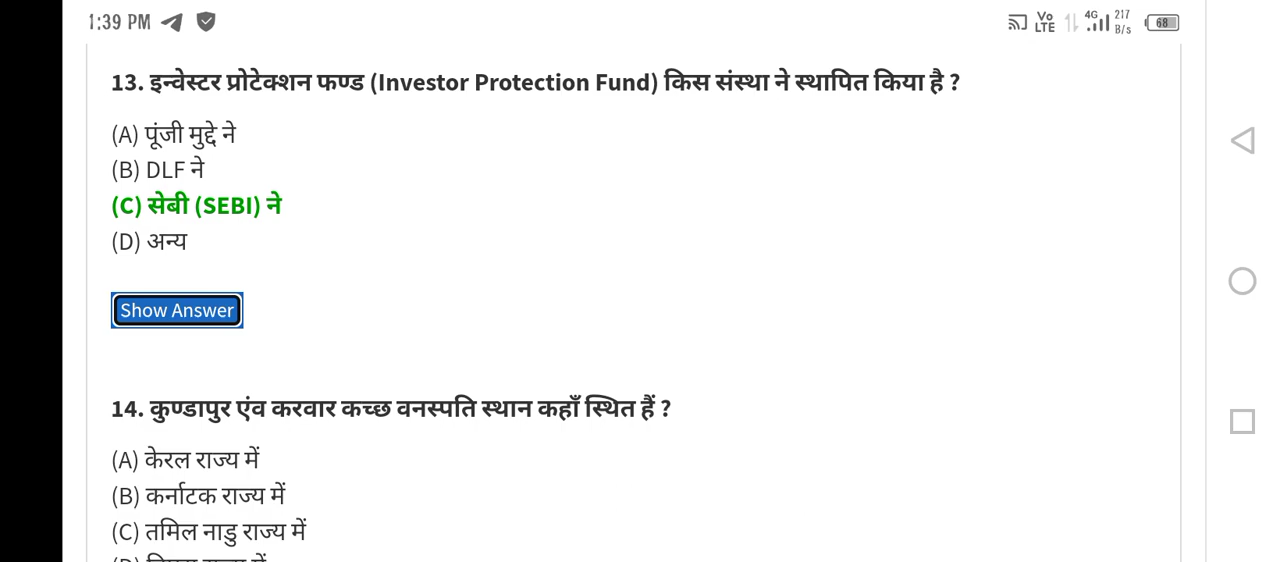 1:39 PM
Vo LTE 4G 217 B/s 68
13. इन्वेस्टर प्रोटेक्शन फण्ड (Investor Protection Fund) किस संस्था ने स्थापित किया है ?
(A) पूंजी मुद्दे ने
(B) DLF ने
(C) सेबी (SEBI) ने
(D) अन्य
Show Answer
14. कुण्डापुर एंव करवार कच्छ वनस्पति स्थान कहाँ स्थित हैं ?
(A) केरल राज्य में
(B) कर्नाटक राज्य में
(C) तमिल नाडु राज्य में